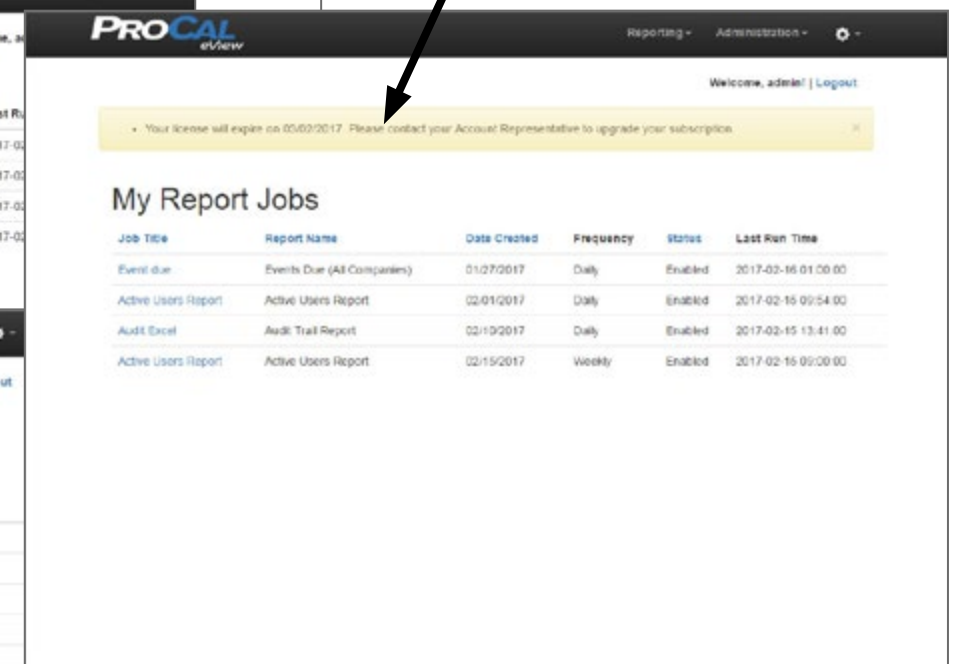 PROCAL
eView
Reporting
Administration
Welcome, admin! | Logout
Your license will expire on 03/02/2017. Please contact your Account Representative to upgrade your subscription.
×
My Report Jobs
Job Title Report Name Date Created Frequency Status Last Run Time
Event due Events Due (All Companies) 01/27/2017 Daily Enabled 2017-02-16 01:00:00
Active Users Report Active Users Report 02/01/2017 Daily Enabled 2017-02-16 09:54:00
Audit Excel Audit Trail Report 02/10/2017 Daily Enabled 2017-02-15 13:41:00
Active Users Report Active Users Report 02/15/2017 Weekly Enabled 2017-02-16 09:00:00